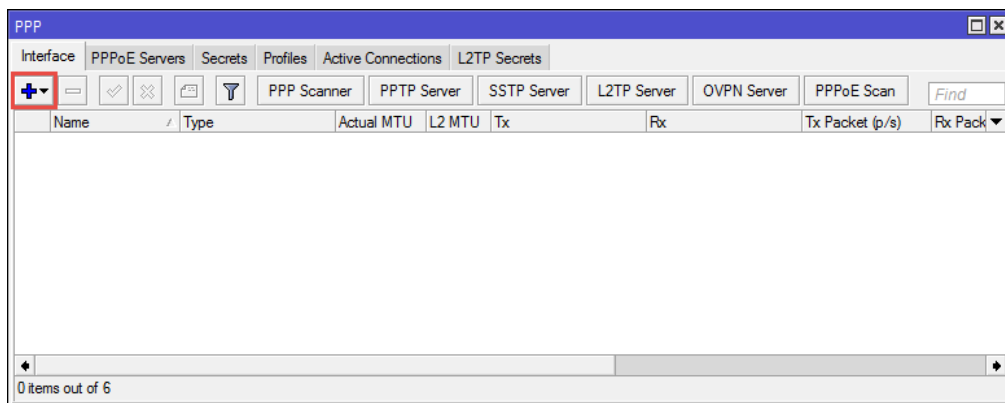 PPP
Interface PPPoE Servers Secrets Profiles Active Connections L2TP Secrets
PPP Scanner PPTP Server SSTP Server L2TP Server OVPN Server PPPoE Scan Find
Name Type Actual MTU L2 MTU Tx Rx Tx Packet (p/s) Rx Pack
0 items out of 6